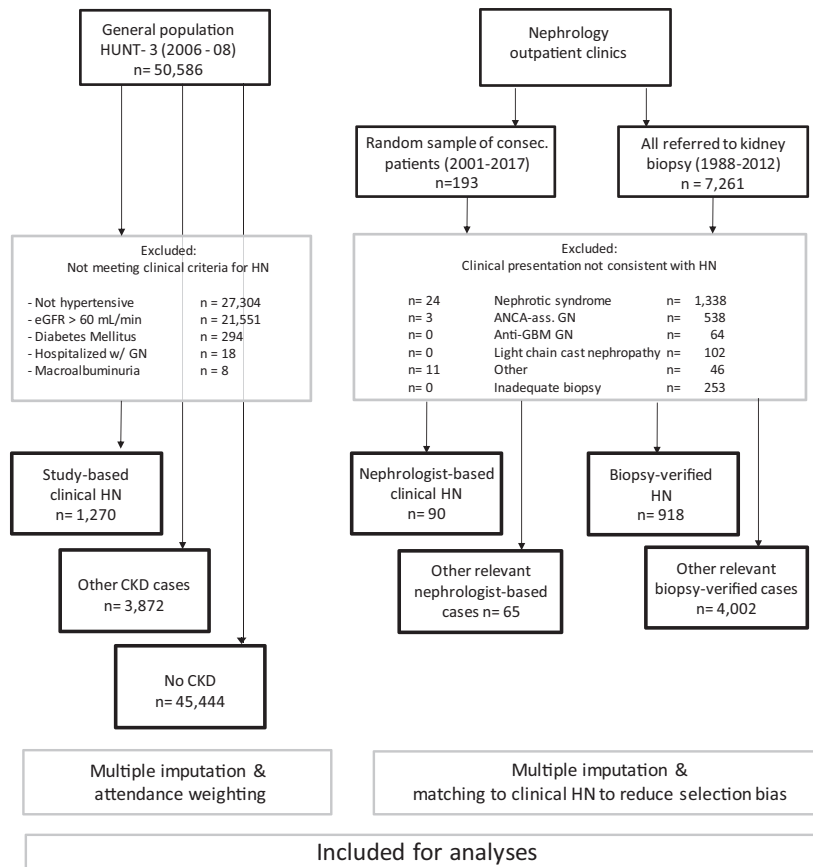 General population
HUNT- 3 (2006 - 08)
n= 50,586
Nephrology
outpatient clinics
Random sample of consec.
patients (2001-2017)
n=193
All referred to kidney
biopsy (1988-2012)
n = 7,261
Excluded:
Not meeting clinical criteria for HN
- Not hypertensive n = 27,304
- eGFR > 60 mL/min n = 21,551
- Diabetes Mellitus n = 294
- Hospitalized w/ GN n = 18
- Macroalbuminuria n = 8
Excluded:
Clinical presentation not consistent with HN
n= 24 Nephrotic syndrome n= 1,338
n= 3 ANCA-ass. GN n= 538
n= 0 Anti-GBM GN n= 64
n= 0 Light chain cast nephropathy n= 102
n= 11 Other n= 46
n= 0 Inadequate biopsy n= 253
Study-based
clinical HN
n= 1,270
Nephrologist-based
clinical HN
n= 90
Biopsy-verified
HN
n= 918
Other CKD cases
n= 3,872
Other relevant
nephrologist-based
cases n= 65
Other relevant
biopsy-verified cases
n= 4,002
No CKD
n= 45,444
Multiple imputation &
attendance weighting
Multiple imputation &
matching to clinical HN to reduce selection bias
Included for analyses